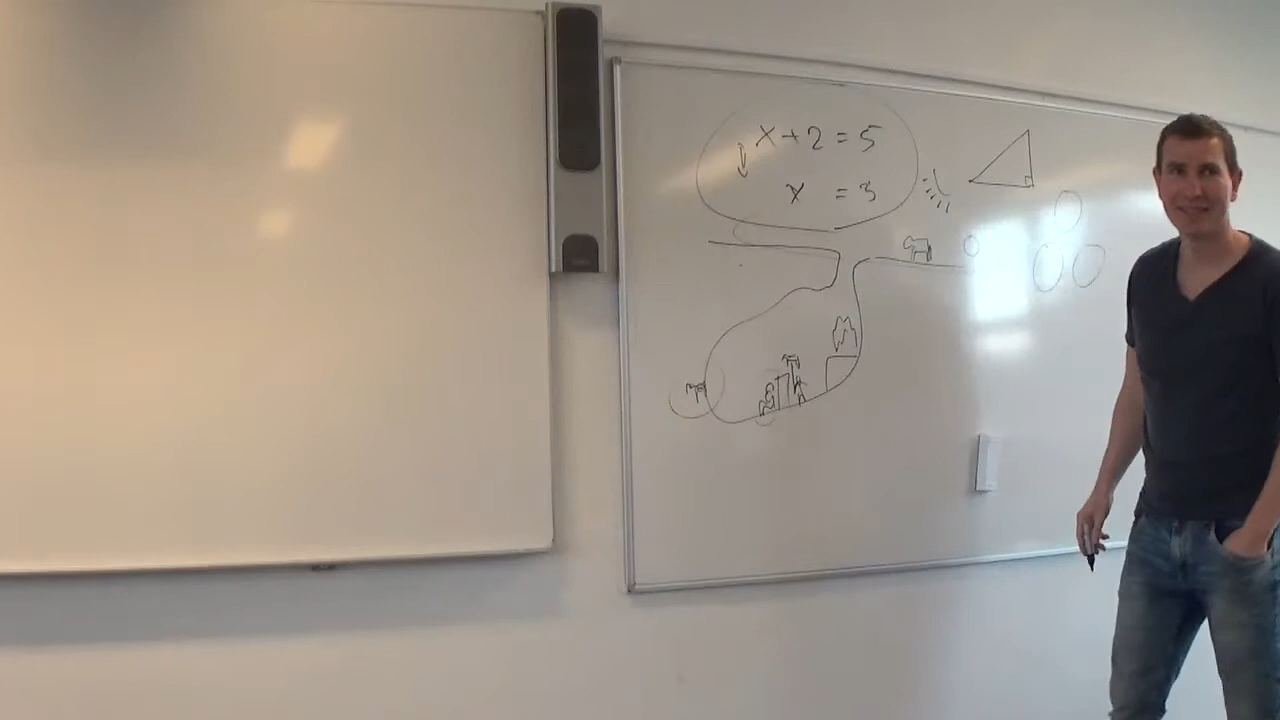 x + 2 = 5
x = 3